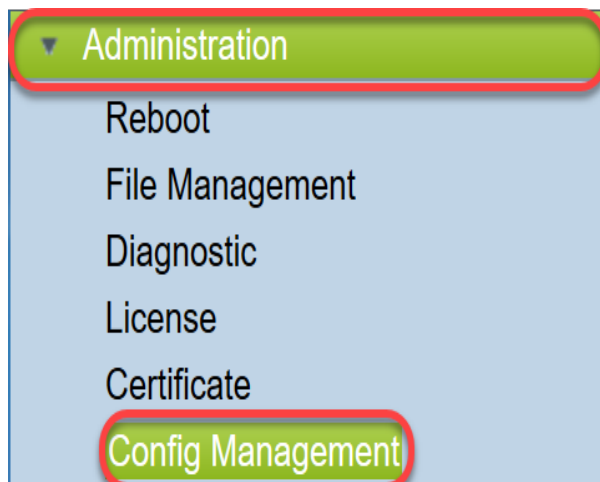 Administration
Reboot
File Management
Diagnostic
License
Certificate
Config Management